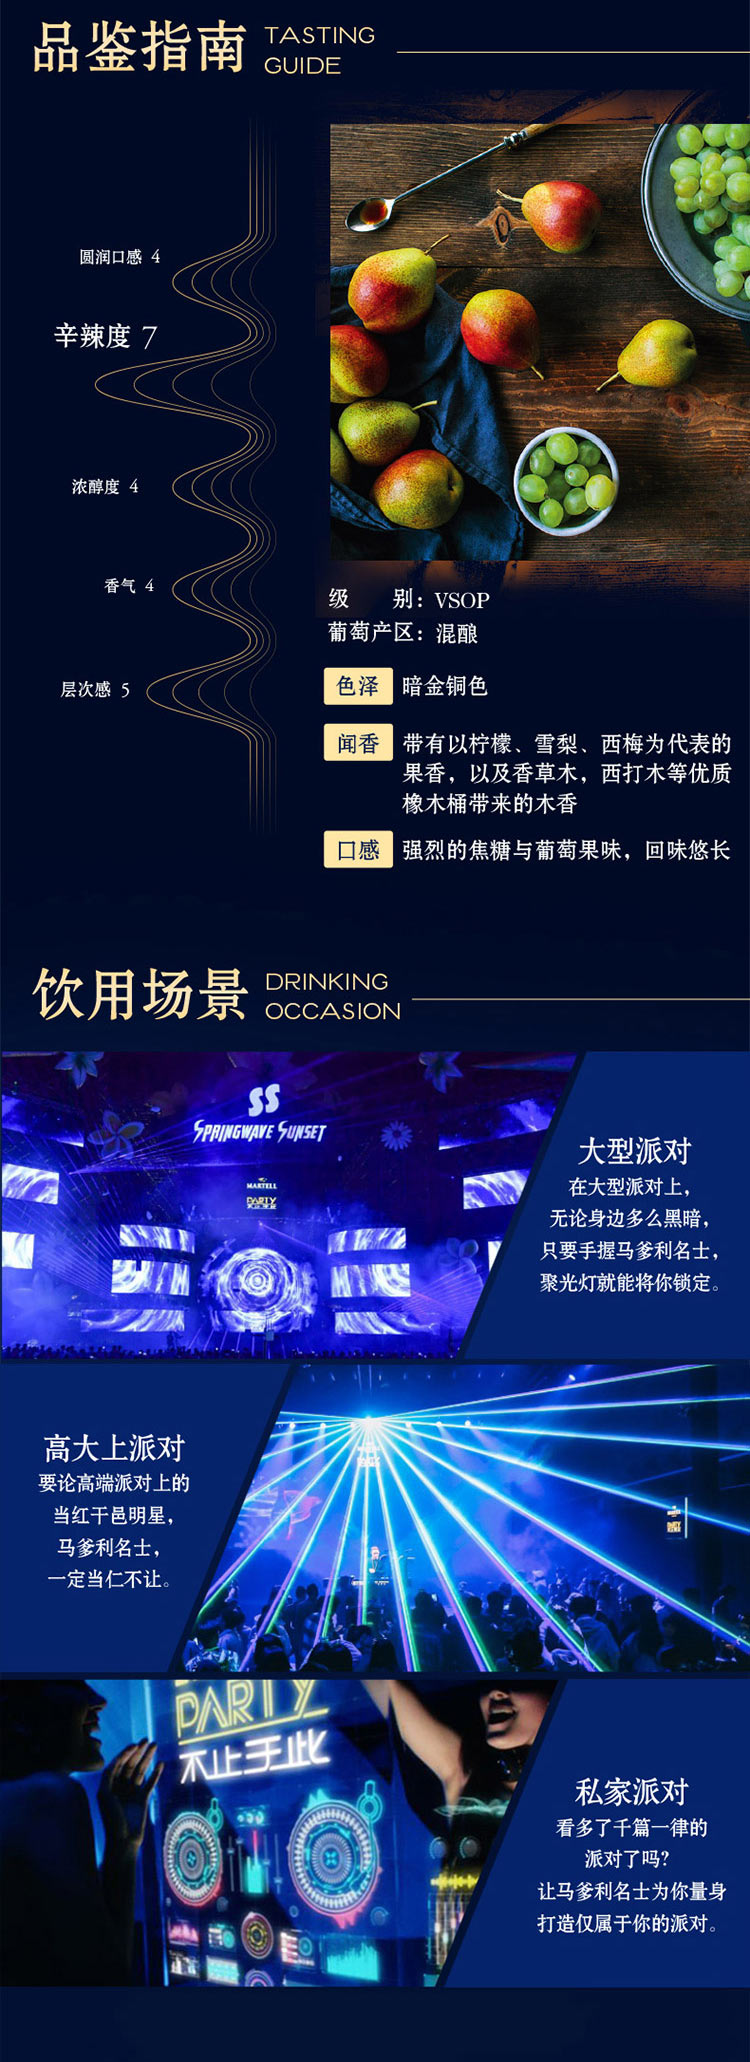 品鉴指南
TASTING
GUIDE
圆润口感 4
辛辣度 7
浓醇度 4
香气 4
层次感 5
级 别：VSOP
葡萄产区：混酿
色泽 暗金铜色
闻香 带有以柠檬、雪梨、西梅为代表的
果香，以及香草木，西打木等优质
橡木桶带来的木香
口感 强烈的焦糖与葡萄果味，回味悠长
饮用场景
DRINKING
OCCASION
SS
SPRINGWAVE SUNSET
MARTELL
PARTY
大型派对
在大型派对上，
无论身边多么黑暗，
只要手握马爹利名士，
聚光灯就能将你锁定。
高大上派对
要论高端派对上的
当红干邑明星，
马爹利名士，
一定当仁不让。
PARTY
不止于此
私家派对
看多了千篇一律的
派对了吗？
让马爹利名士为你量身
打造仅属于你的派对。